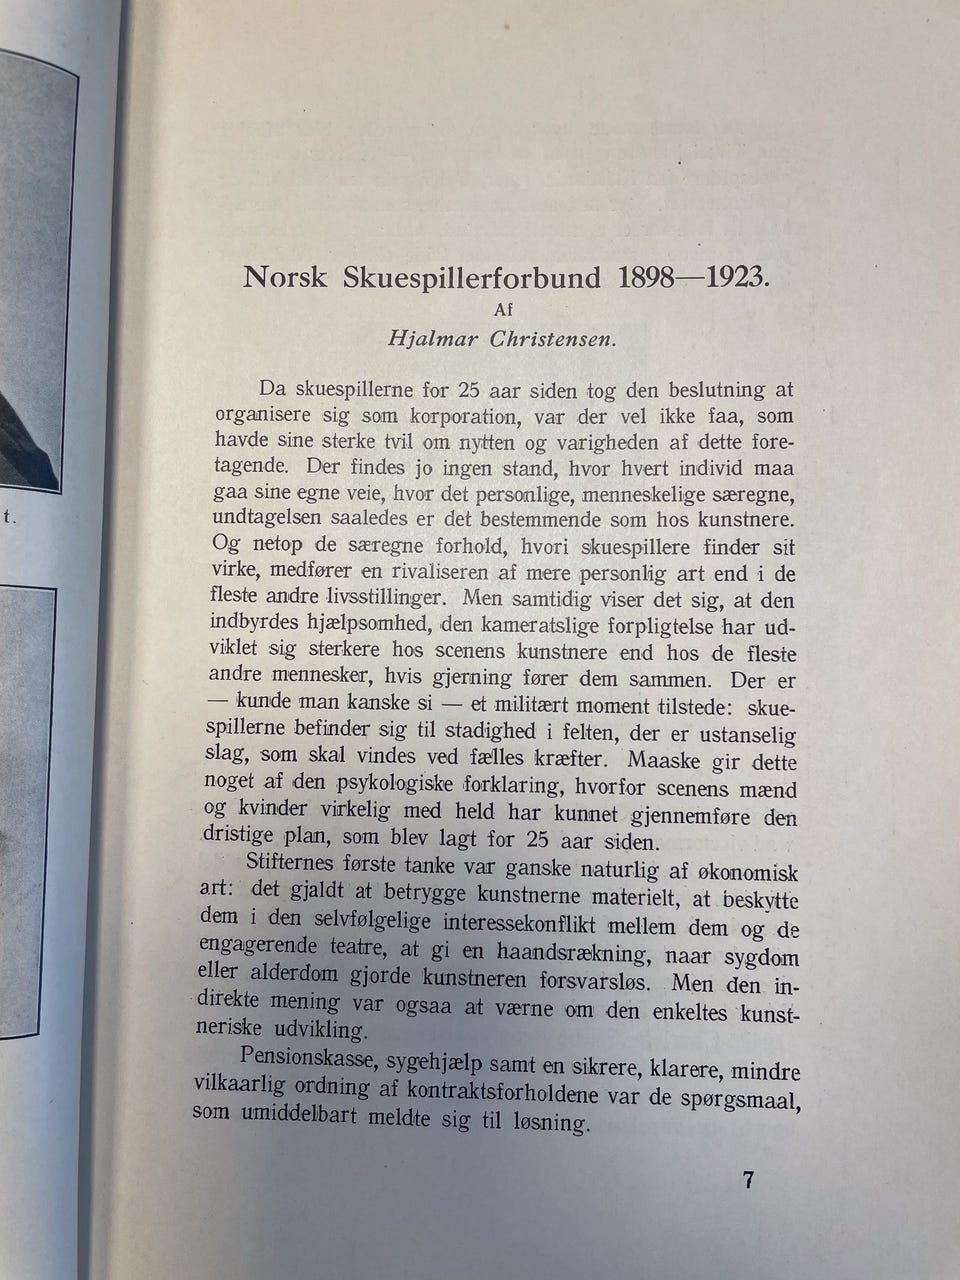 t.
Norsk Skuespillerforbund 1898—1923.
Af
Hjalmar Christensen.
Da skuespillerne for 25 aar siden tog den beslutning at
organisere sig som korporation, var der vel ikke faa, som
havde sine sterke tvil om nytten og varigheden af dette fore-
tagende. Der findes jo ingen stand, hvor hvert individ maa
gaa sine egne veie, hvor det personlige, menneskelige særegne,
undtagelsen saaledes er det bestemmende som hos kunstnere.
Og netop de særegne forhold, hvori skuespillere finder sit
virke, medfører en rivaliseren af mere personlig art end i de
fleste andre livsstillinger. Men samtidig viser det sig, at den
indbyrdes hjælpsomhed, den kameratslige forpligtelse har ud-
viklet sig sterkere hos scenens kunstnere end hos de fleste
andre mennesker, hvis gjerning fører dem sammen. Der er
— kunde man kanske si — et militært moment tilstede: skue-
spillerne befinder sig til stadighed i felten, der er ustanselig
slag, som skal vindes ved fælles kræfter. Maaske gir dette
noget af den psykologiske forklaring, hvorfor scenens mænd
og kvinder virkelig med held har kunnet gjennemføre den
dristige plan, som blev lagt for 25 aar siden.
Stifternes første tanke var ganske naturlig af økonomisk
art: det gjaldt at betrygge kunstnerne materielt, at beskytte
dem i den selvfølgelige interessekonflikt mellem dem og de
engagerende teatre, at gi en haandsrækning, naar sygdom
eller alderdom gjorde kunstneren forsvarsløs. Men den in-
direkte mening var ogsaa at værne om den enkeltes kunst-
neriske udvikling.
Pensionskasse, sygehjælp samt en sikrere, klarere, mindre
vilkaarlig ordning af kontraktsforholdene var de spørgsmaal,
som umiddelbart meldte sig til løsning.
7